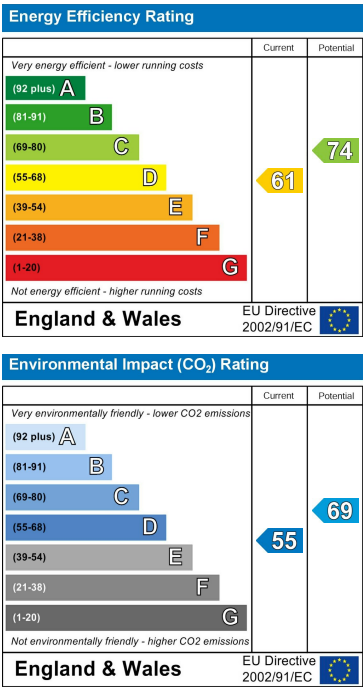 Energy Efficiency Rating
Current Potential
Very energy efficient - lower running costs
(92 plus) A
(81-91) B
(69-80) C
74
(55-68) D
61
(39-54) E
(21-38) F
(1-20) G
Not energy efficient - higher running costs
England & Wales
EU Directive
2002/91/EC
Environmental Impact (CO₂) Rating
Current Potential
Very environmentally friendly - lower CO2 emissions
(92 plus) A
(81-91) B
(69-80) C
69
(55-68) D
55
(39-54) E
(21-38) F
(1-20) G
Not environmentally friendly - higher CO2 emissions
England & Wales
EU Directive
2002/91/EC